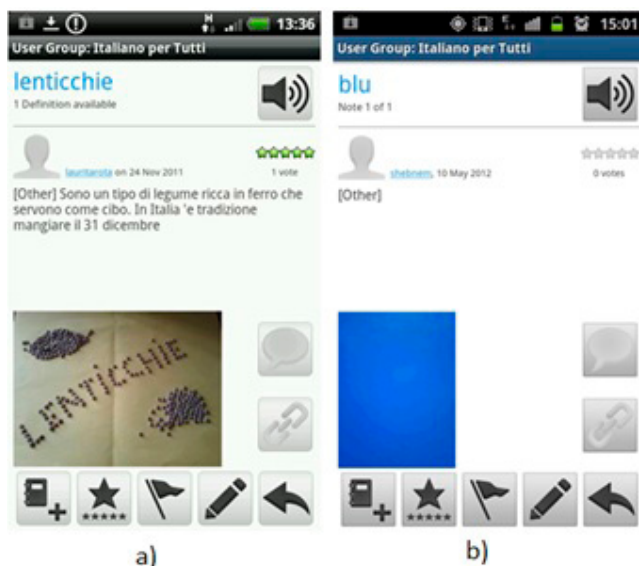 13:36
User Group: Italiano per Tutti
lenticchie
1 Definition available
lauritarota on 24 Nov 2011
1 vote
[Other] Sono un tipo di legume ricca in ferro che
servono come cibo. In Italia 'e tradizione
mangiare il 31 dicembre
LENTICCHIE
a)
15:01
User Group: Italiano per Tutti
blu
Note 1 of 1
shebnem, 10 May 2012
0 votes
[Other]
b)